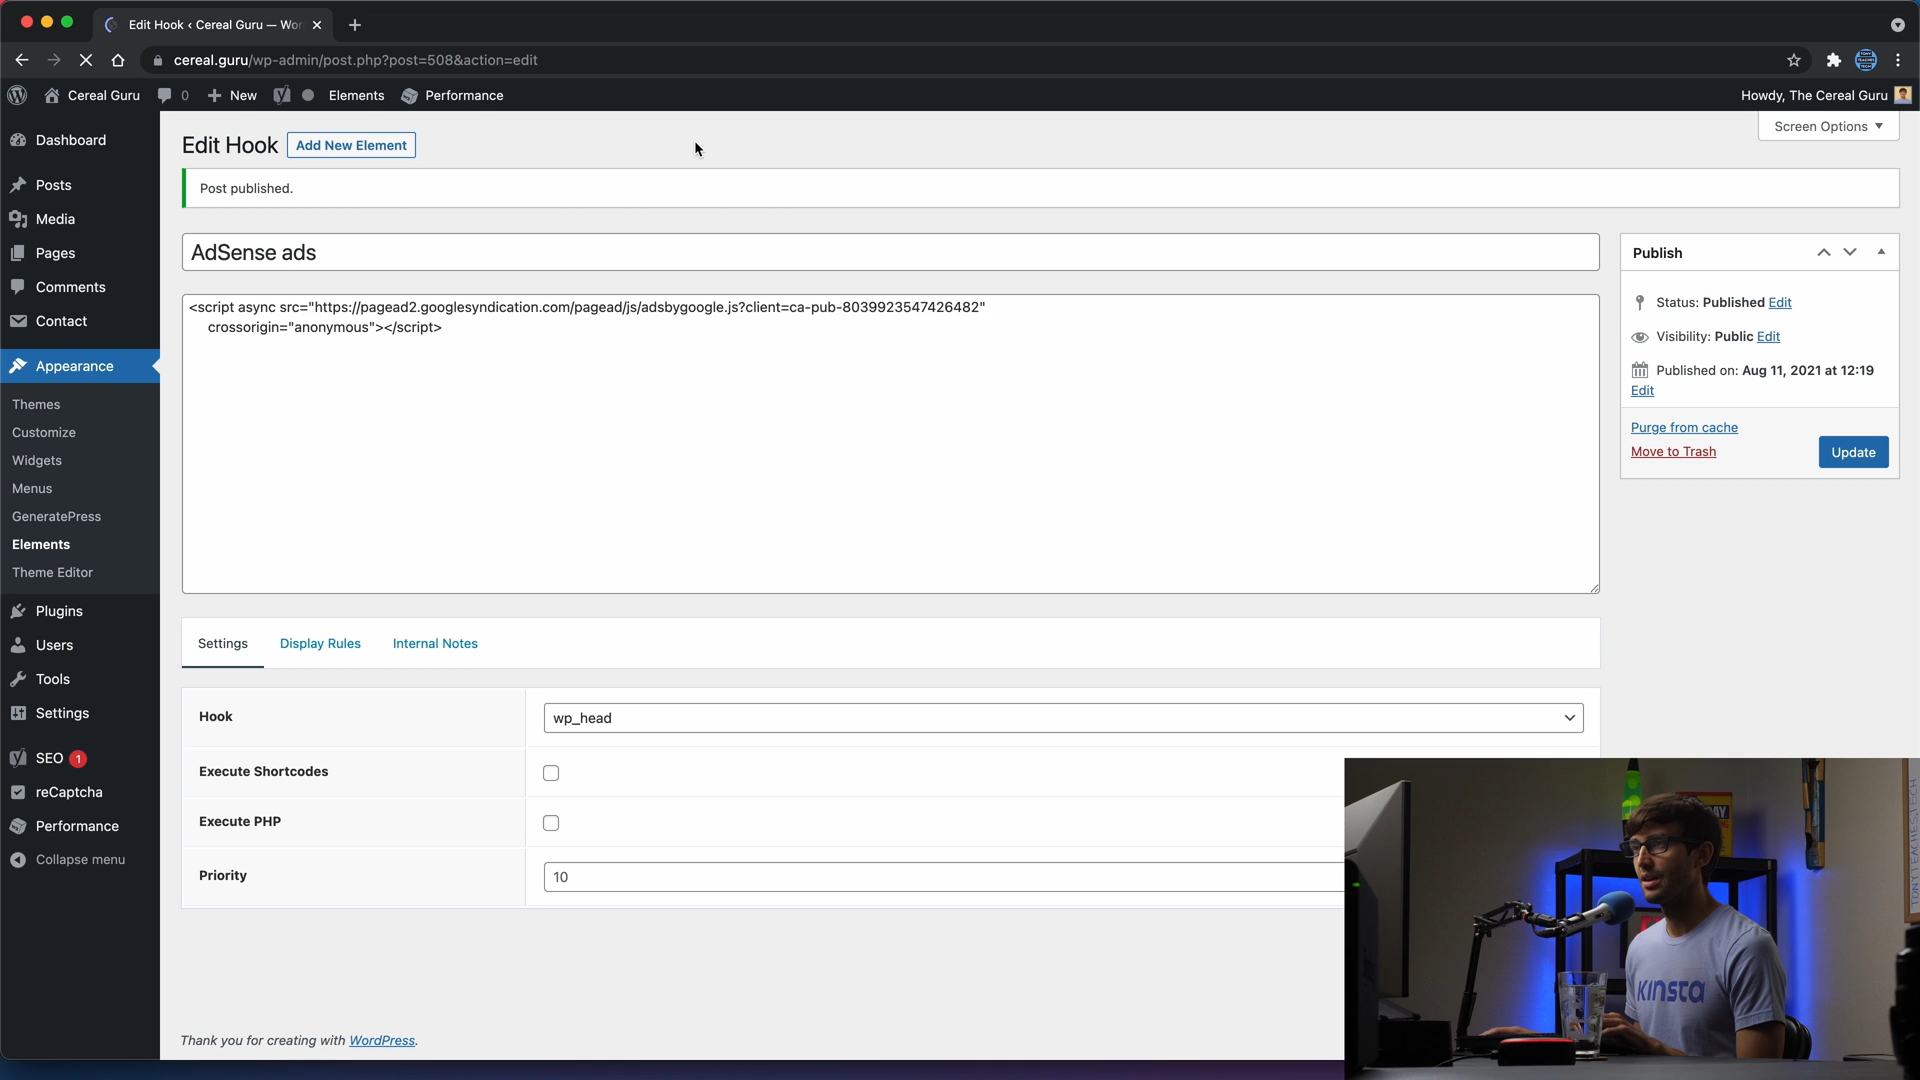 Edit Hook ‹ Cereal Guru — Wor
cereal.guru/wp-admin/post.php?post=508&action=edit
Cereal Guru
0
New
Elements
Performance
Howdy, The Cereal Guru
Screen Options
Dashboard
Posts
Media
Pages
Comments
Contact
Appearance
Themes
Customize
Widgets
Menus
GeneratePress
Elements
Theme Editor
Plugins
Users
Tools
Settings
SEO 1
reCaptcha
Performance
Collapse menu
Edit Hook
Add New Element
Post published.
AdSense ads
<script async src="https://pagead2.googlesyndication.com/pagead/js/adsbygoogle.js?client=ca-pub-8039923547426482"
crossorigin="anonymous"></script>
Publish
Status: Published Edit
Visibility: Public Edit
Published on: Aug 11, 2021 at 12:19
Edit
Purge from cache
Move to Trash
Update
Settings
Display Rules
Internal Notes
Hook
wp_head
Execute Shortcodes
Execute PHP
Priority
10
Thank you for creating with WordPress.
KINSTA